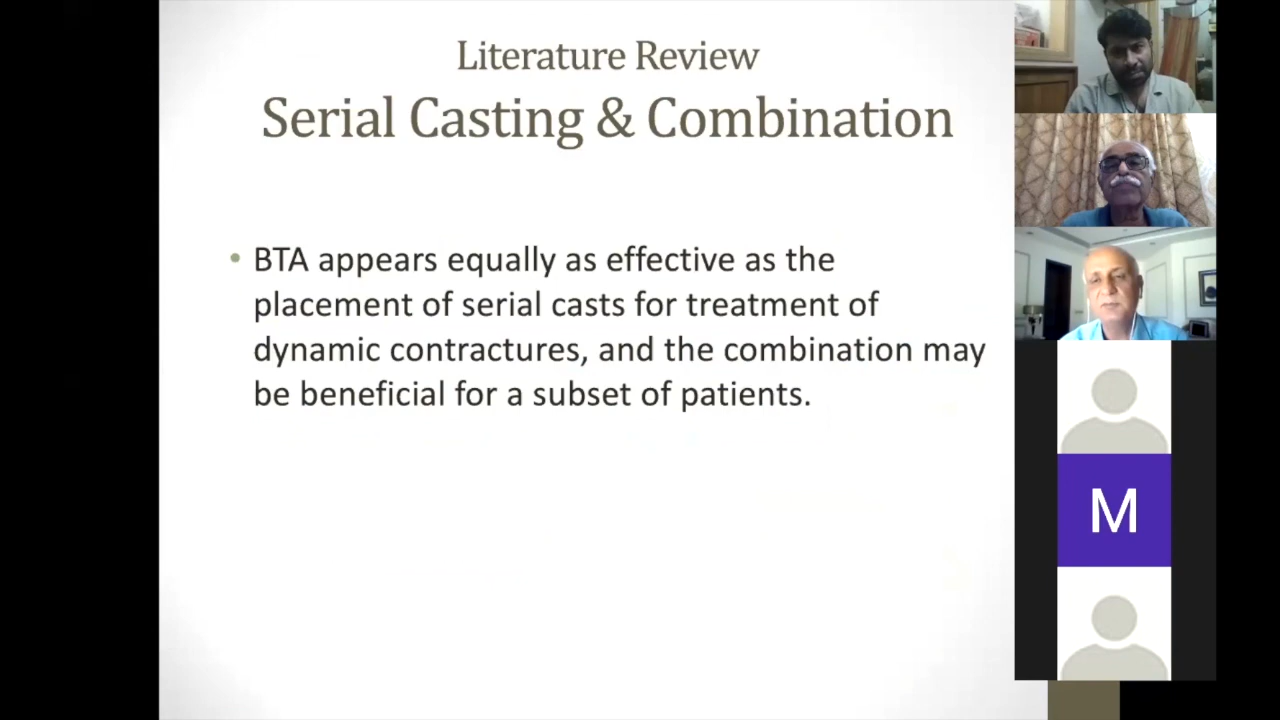 Literature Review
Serial Casting & Combination
• BTA appears equally as effective as the
placement of serial casts for treatment of
dynamic contractures, and the combination may
be beneficial for a subset of patients.
M